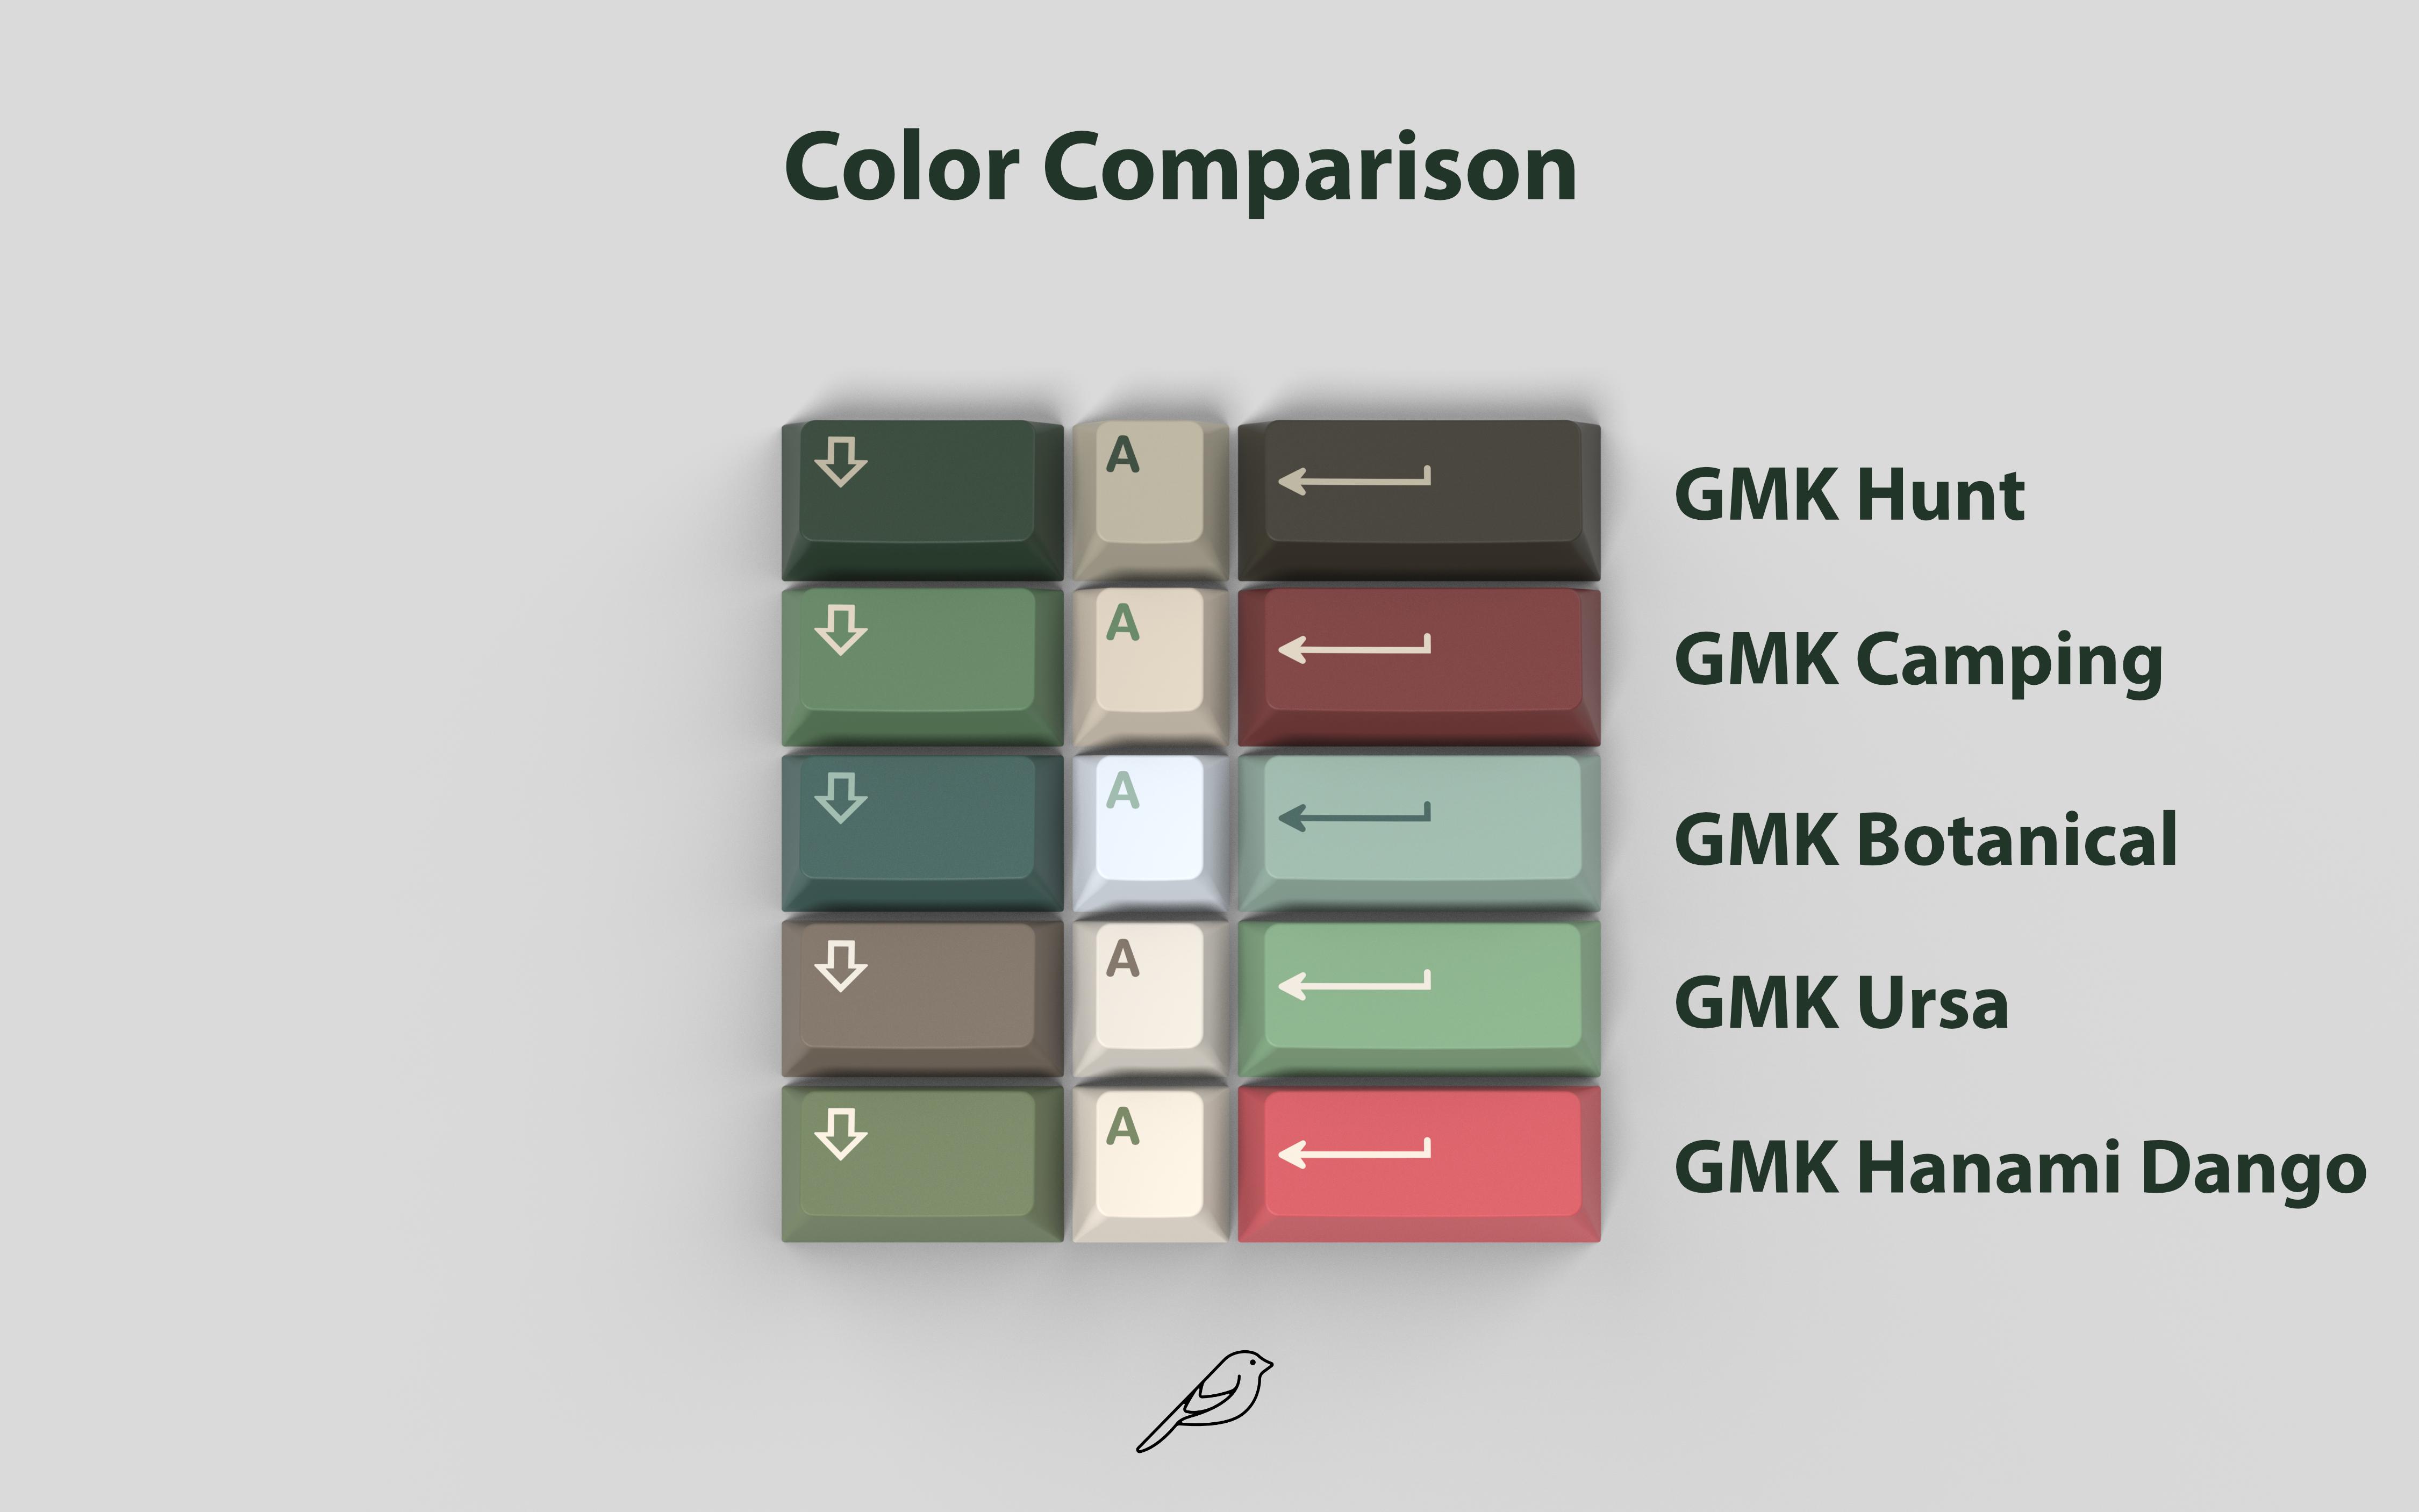 Color Comparison
A
GMK Hunt
A
GMK Camping
A
GMK Botanical
A
GMK Ursa
A
GMK Hanami Dango